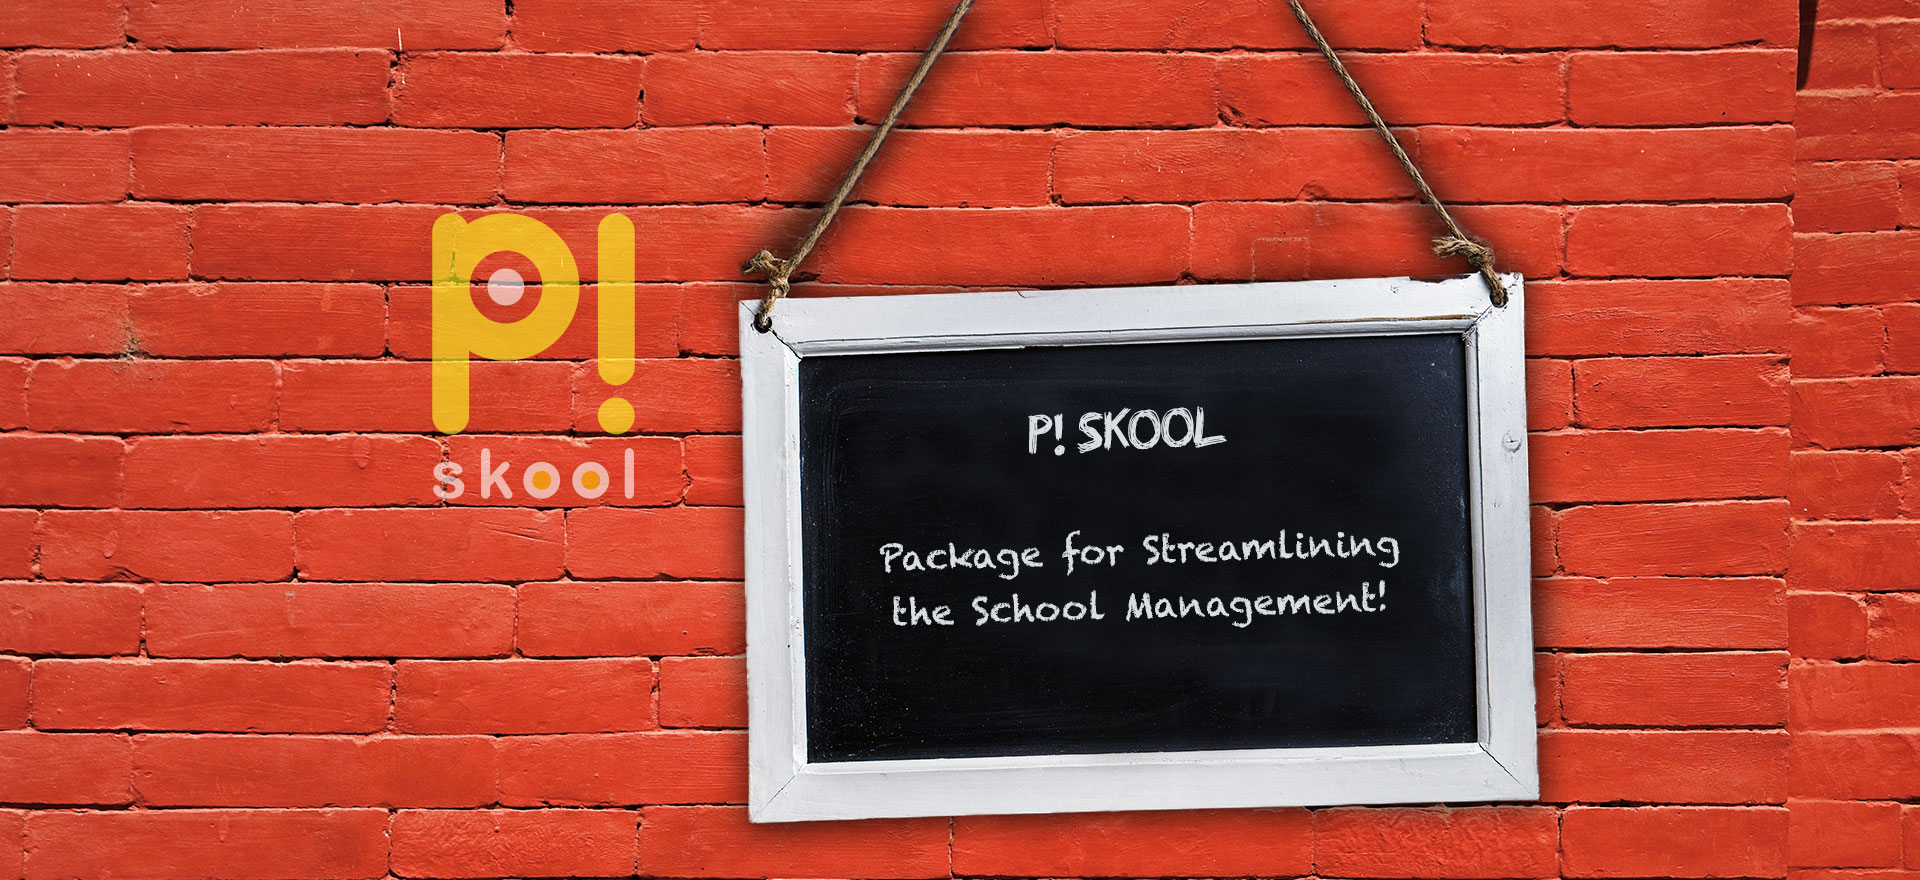 P!
skool
P! SKOOL
Package for Streamlining
the School Management!